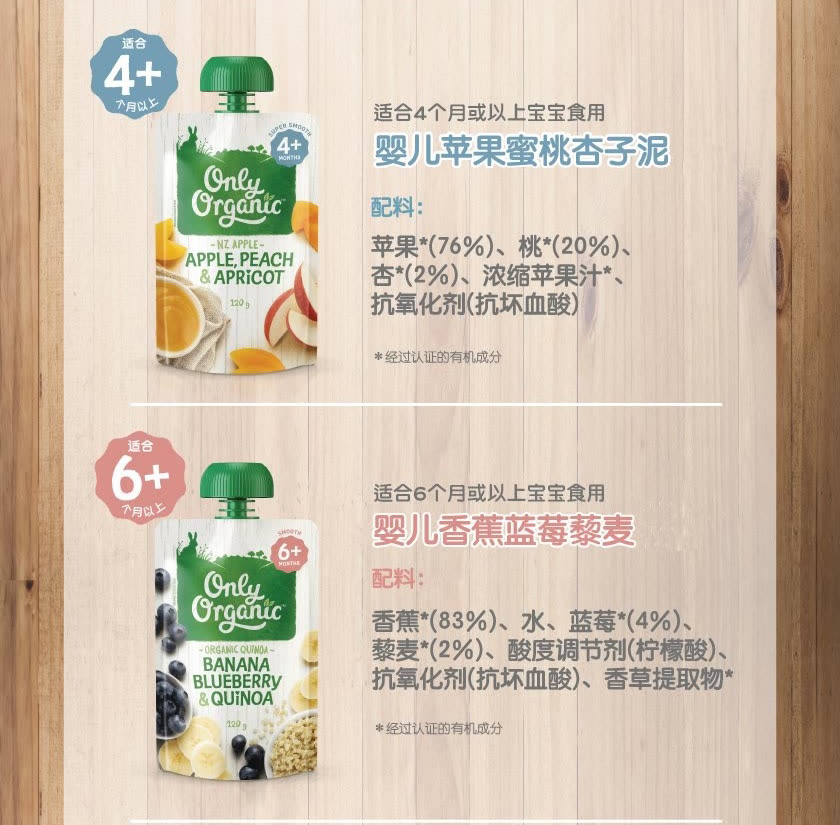 适合
4+
个月以上
SUPER SMOOTH
4+
MONTHS
Only
Organic
- NZ APPLE -
APPLE, PEACH
& APRICOT
120g
适合4个月或以上宝宝食用
婴儿苹果蜜桃杏子泥
配料:
苹果*(76%)、桃*(20%)、
杏*(2%)、浓缩苹果汁*、
抗氧化剂(抗坏血酸)
*经过认证的有机成分
适合
6+
个月以上
SMOOTH
6+
MONTHS
Only
Organic
- ORGANIC QUINOA -
BANANA
BLUEBERRY
& QUINOA
120g
适合6个月或以上宝宝食用
婴儿香蕉蓝莓藜麦
配料:
香蕉*(83%)、水、蓝莓*(4%)、
藜麦*(2%)、酸度调节剂(柠檬酸)、
抗氧化剂(抗坏血酸)、香草提取物*
*经过认证的有机成分